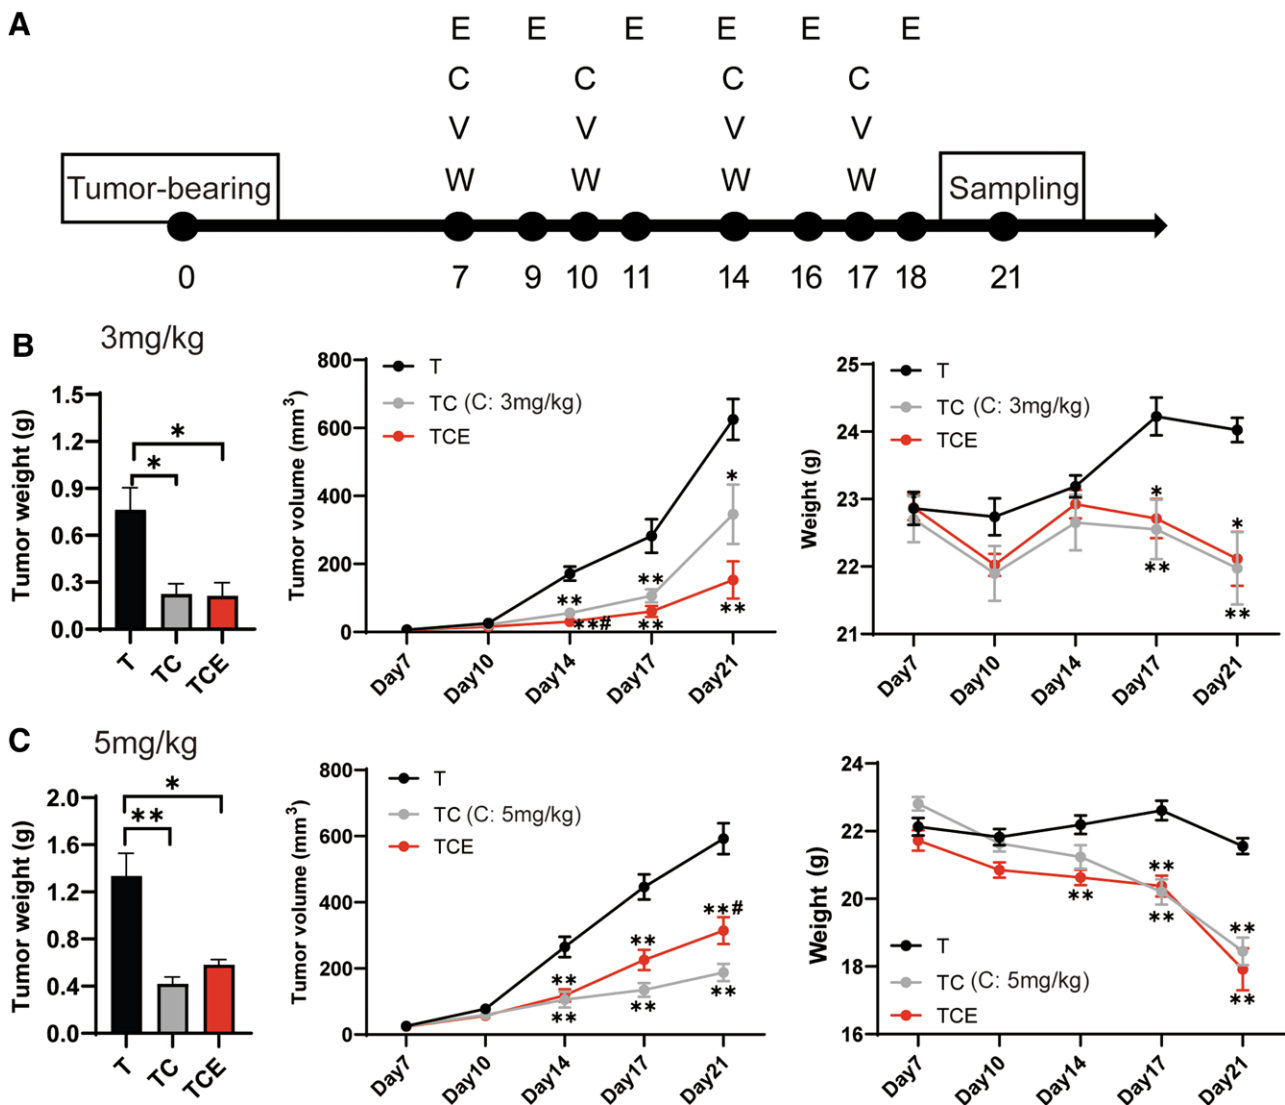 A
E E E E E E
C C C C
V V V V
W W W W
Tumor-bearing
Sampling
0 7 9 10 11 14 16 17 18 21
B
3mg/kg
Tumor weight (g)
1.5
1.2
0.9
0.6
0.3
0.0
*
*
T TC TCE
Tumor volume (mm³)
800
600
400
200
0
T
TC (C: 3mg/kg)
TCE
*
**
**
**# ** **
Day7 Day10 Day14 Day17 Day21
Weight (g)
25
24
23
22
21
T
TC (C: 3mg/kg)
TCE
*
*
**
**
Day7 Day10 Day14 Day17 Day21
C
5mg/kg
Tumor weight (g)
2.0
1.6
1.2
0.8
0.4
0.0
*
**
T TC TCE
Tumor volume (mm³)
800
600
400
200
0
T
TC (C: 5mg/kg)
TCE
**#
**
**
**
**
**
Day7 Day10 Day14 Day17 Day21
Weight (g)
24
22
20
18
16
**
**
**
**
**
T
TC (C: 5mg/kg)
TCE
Day7 Day10 Day14 Day17 Day21